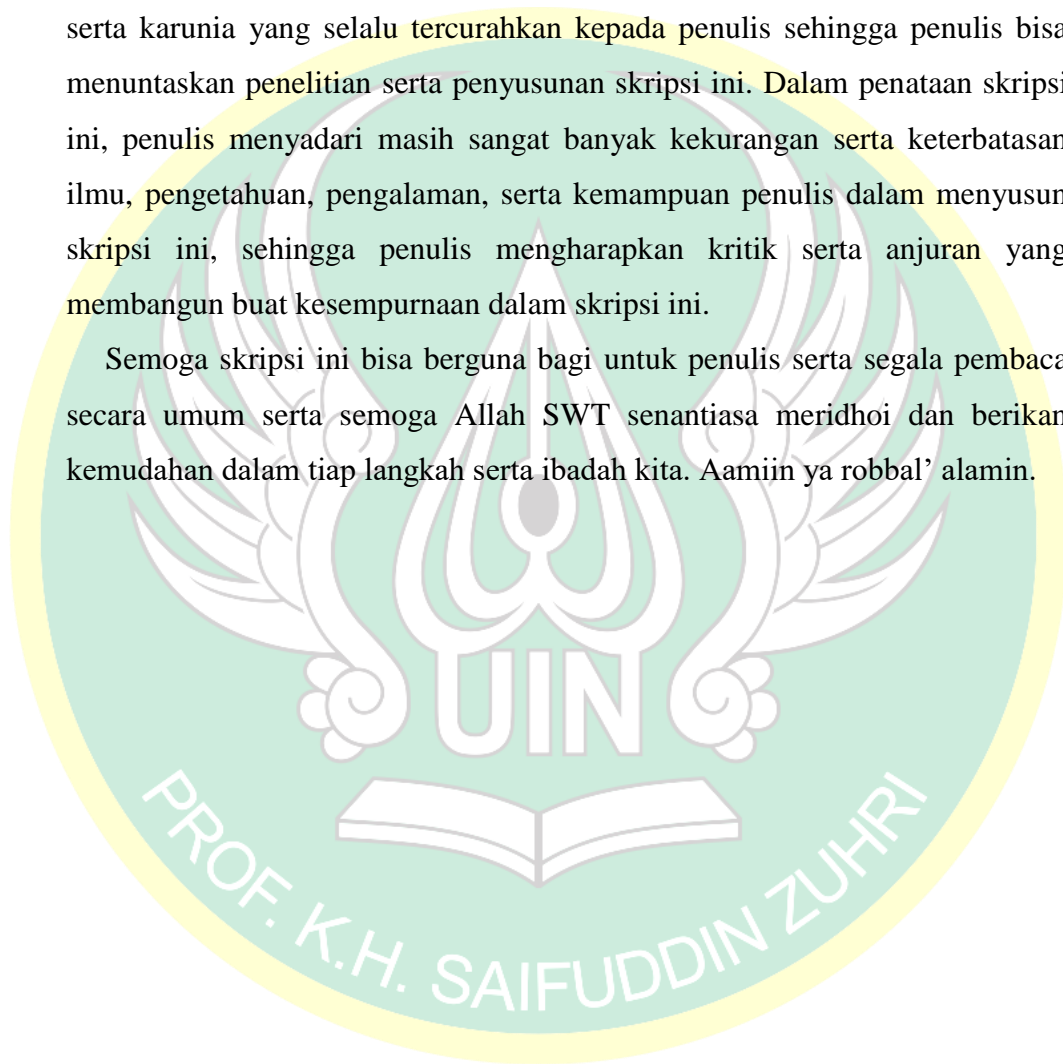 serta karunia yang selalu tercurahkan kepada penulis sehingga penulis bisa
menuntaskan penelitian serta penyusunan skripsi ini. Dalam penataan skripsi
ini, penulis menyadari masih sangat banyak kekurangan serta keterbatasan
ilmu, pengetahuan, pengalaman, serta kemampuan penulis dalam menyusun
skripsi ini, sehingga penulis mengharapkan kritik serta anjuran yang
membangun buat kesempurnaan dalam skripsi ini.
Semoga skripsi ini bisa berguna bagi untuk penulis serta segala pembaca
secara umum serta semoga Allah SWT senantiasa meridhoi dan berikan
kemudahan dalam tiap langkah serta ibadah kita. Aamiin ya robbal’ alamin.
UIN
PROF. K.H. SAIFUDDIN ZUHRI